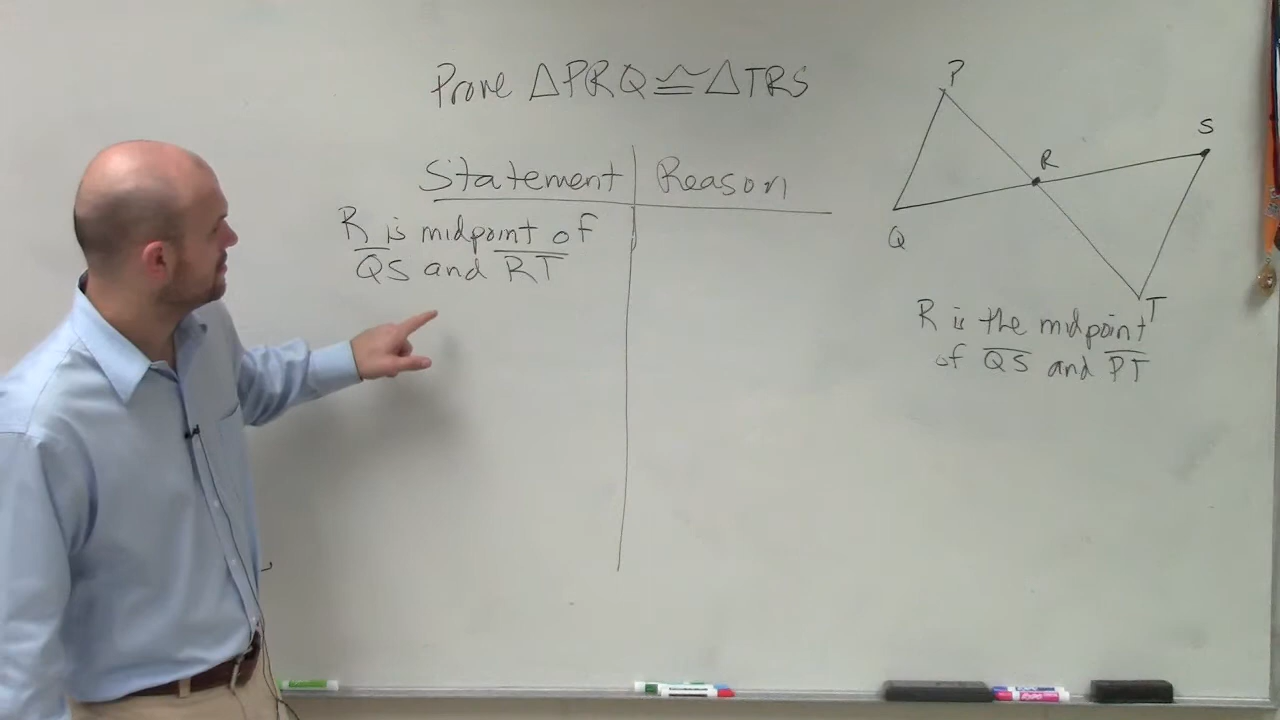 Prove △PRQ ≅ △TRS
Statement Reason
R is midpoint of
QS and RT
P
S
R
Q
T
R is the midpoint
of QS and PT